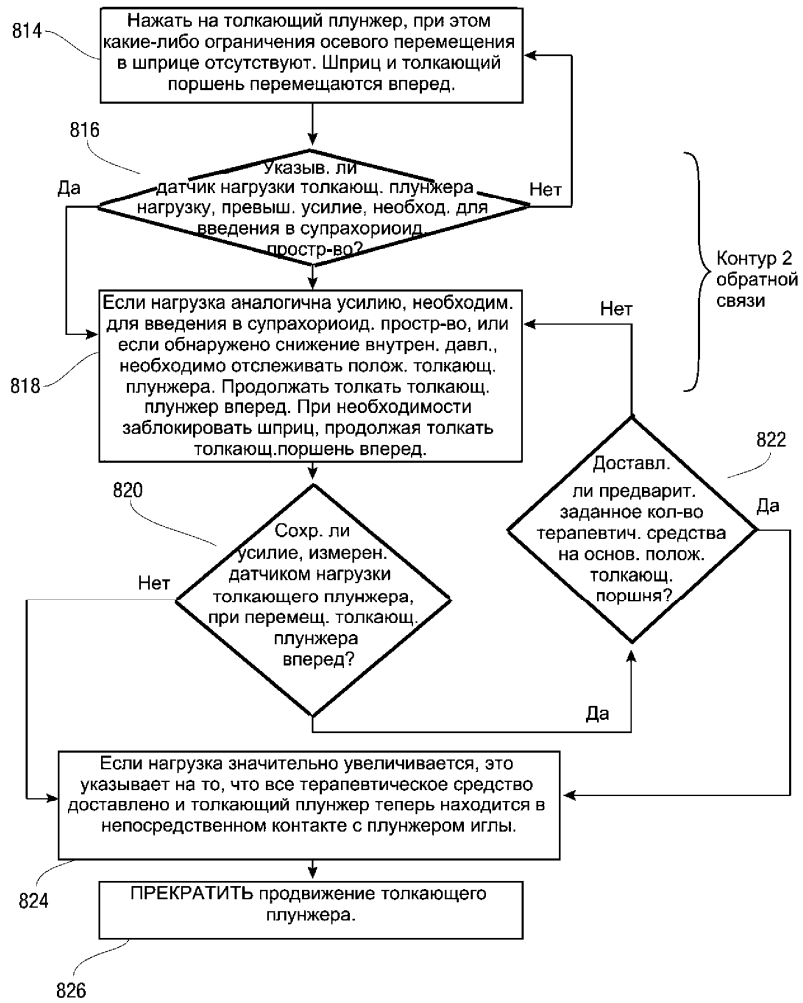 814
Нажать на толкающий плунжер, при этом
какие-либо ограничения осевого перемещения
в шприце отсутствуют. Шприц и толкающий
поршень перемещаются вперед.
816
Да
Указыв. ли
датчик нагрузки толкающ. плунжера
нагрузку, превыш. усилие, необход. для
введения в супрахориоид.
простр-во?
Нет
Контур 2
обратной
связи
818
Если нагрузка аналогична усилию, необходим.
для введения в супрахориоид. простр-во, или
если обнаружено снижение внутрен. давл.,
необходимо отслеживать полож. толкающ.
плунжера. Продолжать толкать толкающ.
плунжер вперед. При необходимости
заблокировать шприц, продолжая толкать
толкающ.поршень вперед.
Нет
822
Доставл.
ли предварит.
заданное кол-во
терапевтич. средства
на основ. полож.
толкающ.
поршня?
Да
820
Сохр. ли
усилие, измерен.
датчиком нагрузки
толкающего плунжера,
при перемещ. толкающ.
плунжера
вперед?
Нет
Да
Если нагрузка значительно увеличивается, это
указывает на то, что все терапевтическое средство
доставлено и толкающий плунжер теперь находится в
непосредственном контакте с плунжером иглы.
824
ПРЕКРАТИТЬ продвижение толкающего
плунжера.
826